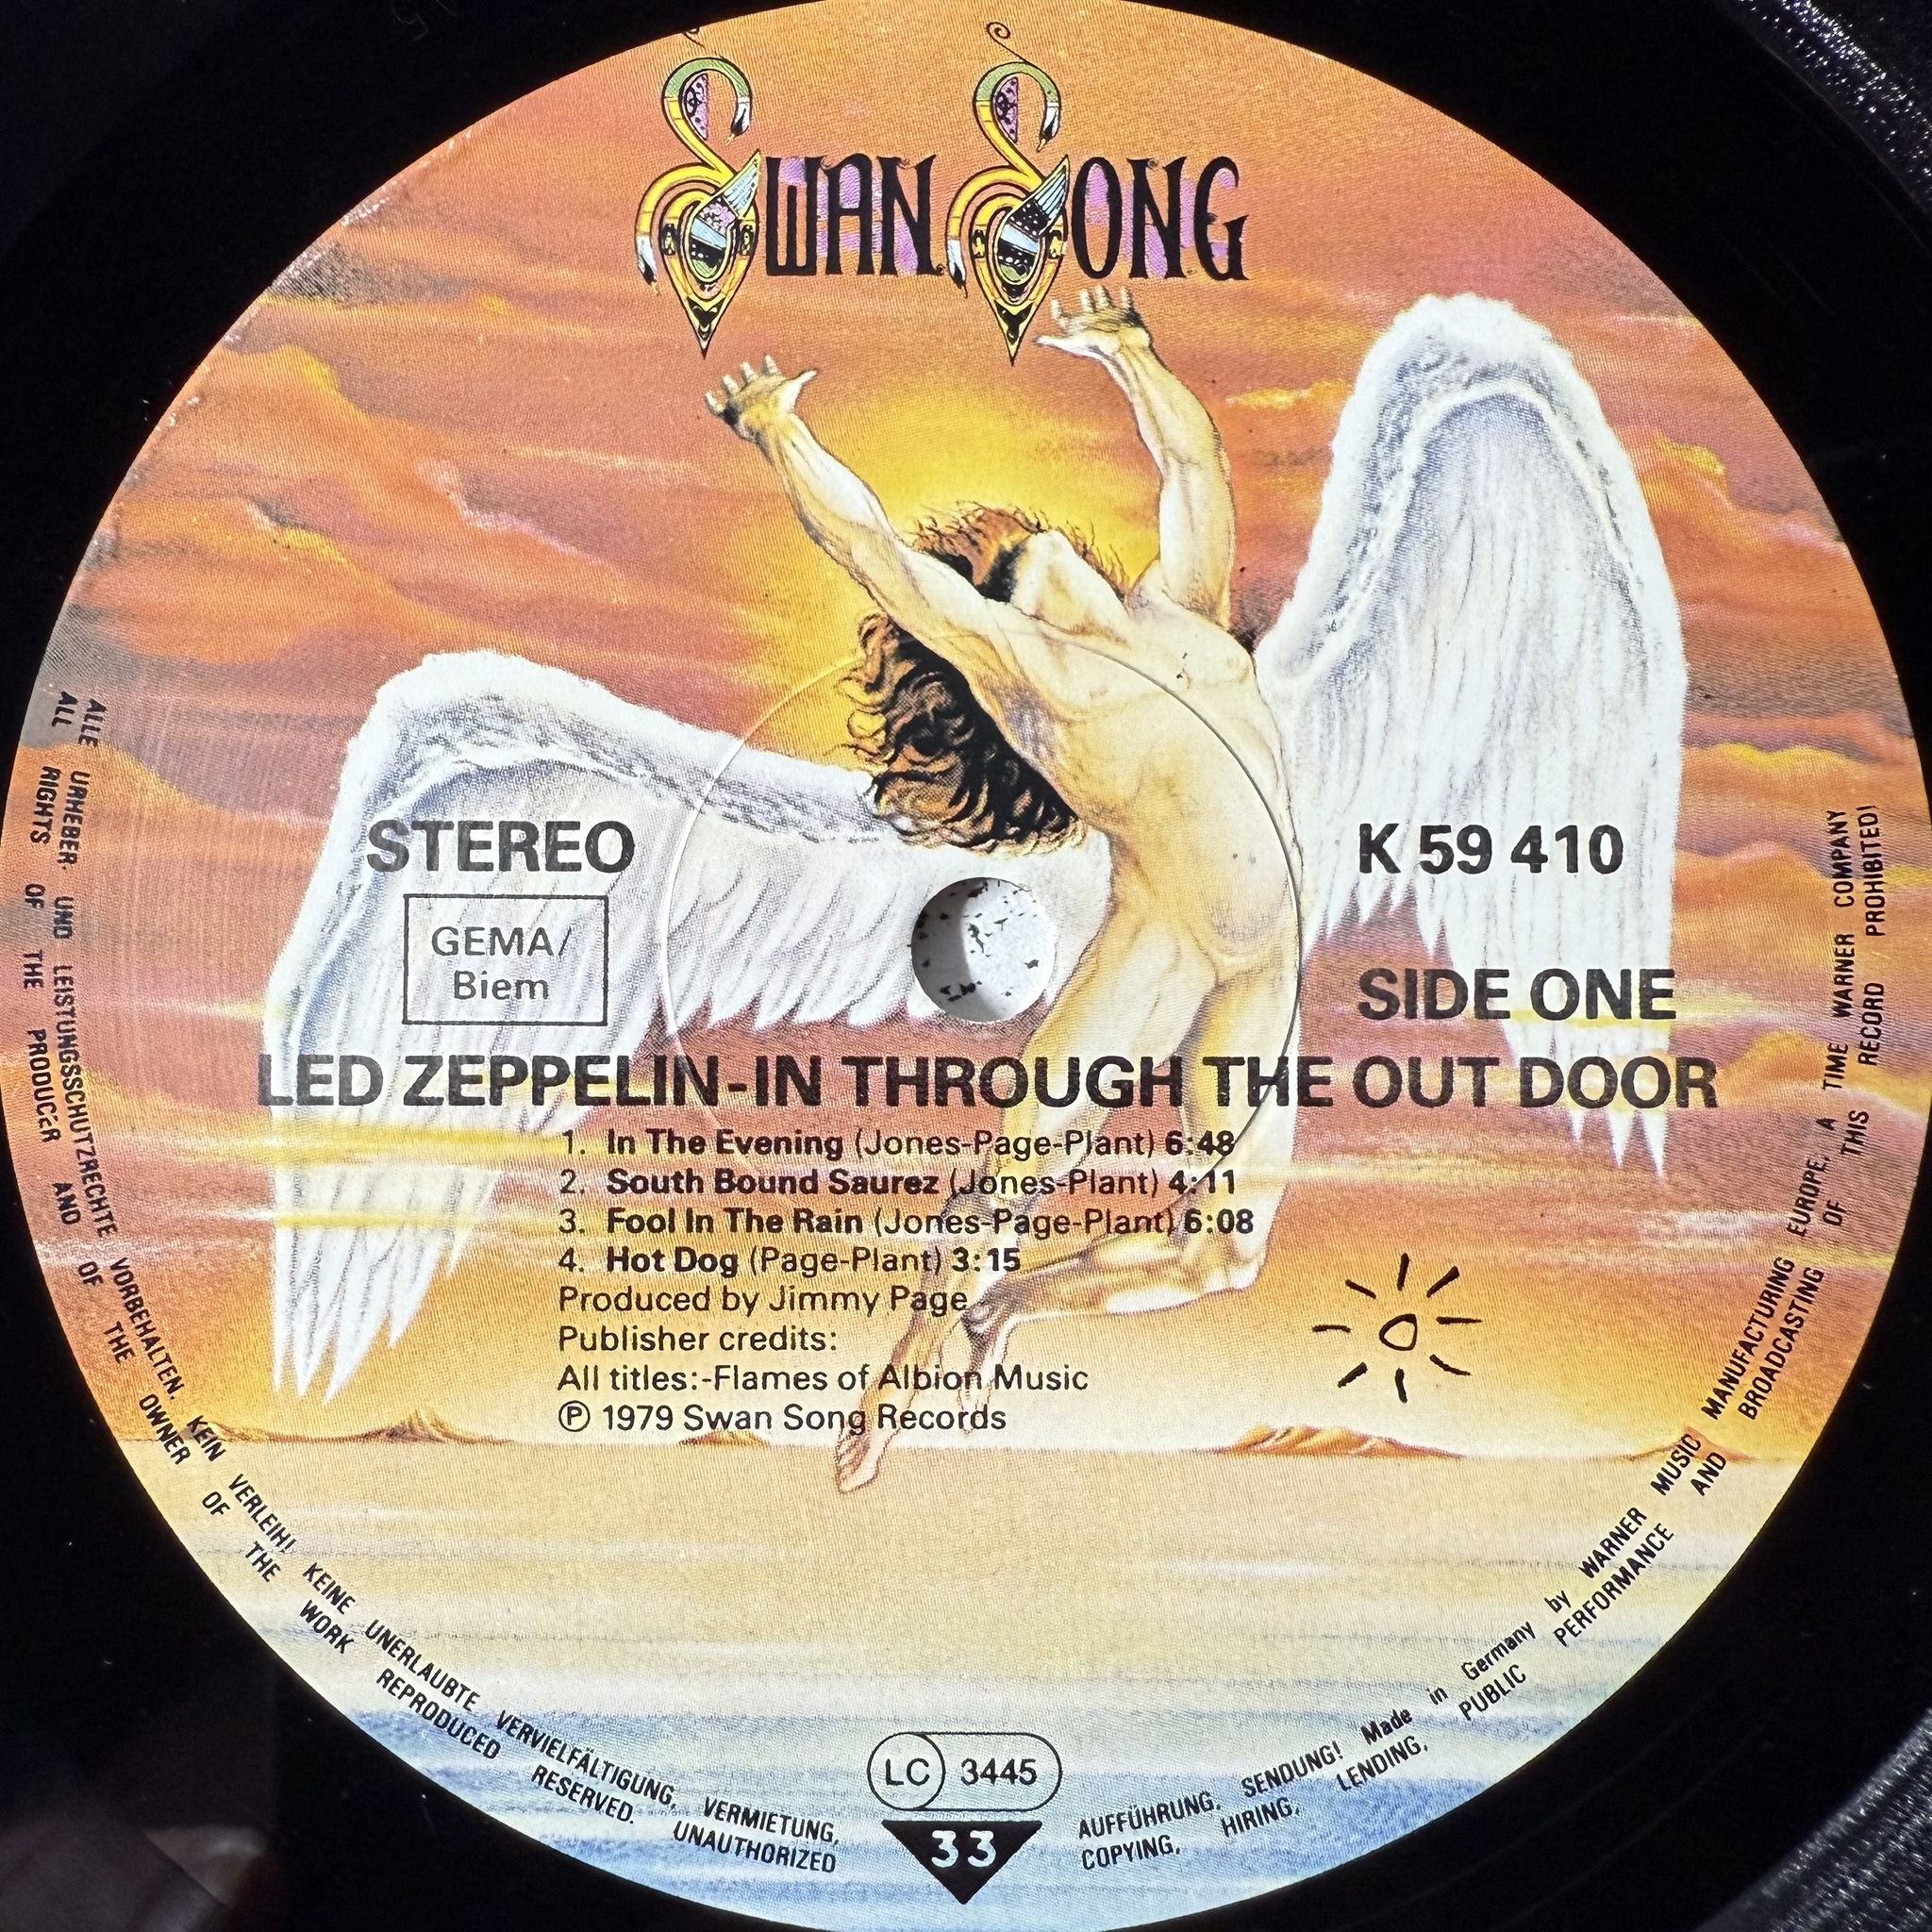 SWAN SONG
STEREO
K 59 410
GEMA/
Biem
SIDE ONE
LED ZEPPELIN-IN THROUGH THE OUT DOOR
1. In The Evening (Jones-Page-Plant) 6:48
2. South Bound Saurez (Jones-Plant) 4:11
3. Fool In The Rain (Jones-Page-Plant) 6:08
4. Hot Dog (Page-Plant) 3:15
Produced by Jimmy Page
Publisher credits:
All titles:-Flames of Albion Music
Ⓟ 1979 Swan Song Records
LC 3445
33
ALLE URHEBER- UND LEISTUNGSSCHUTZRECHTE VORBEHALTEN. KEIN VERLEIH! KEINE UNERLAUBTE VERVIELFÄLTIGUNG, VERMIETUNG, AUFFÜHRUNG, SENDUNG! Made in Germany by WARNER MUSIC MANUFACTURING EUROPE, A TIME WARNER COMPANY
ALL RIGHTS OF THE PRODUCER AND OF THE OWNER OF THE WORK REPRODUCED RESERVED. UNAUTHORIZED COPYING, HIRING, LENDING, PUBLIC PERFORMANCE AND BROADCASTING OF THIS RECORD PROHIBITED!